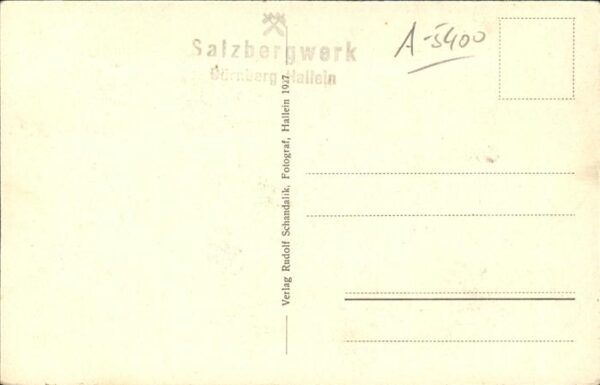 Salzbergwerk
Dürnberg Hallein
A-5400
Verlag Rudolf Schandalik, Fotograf, Hallein 1927.